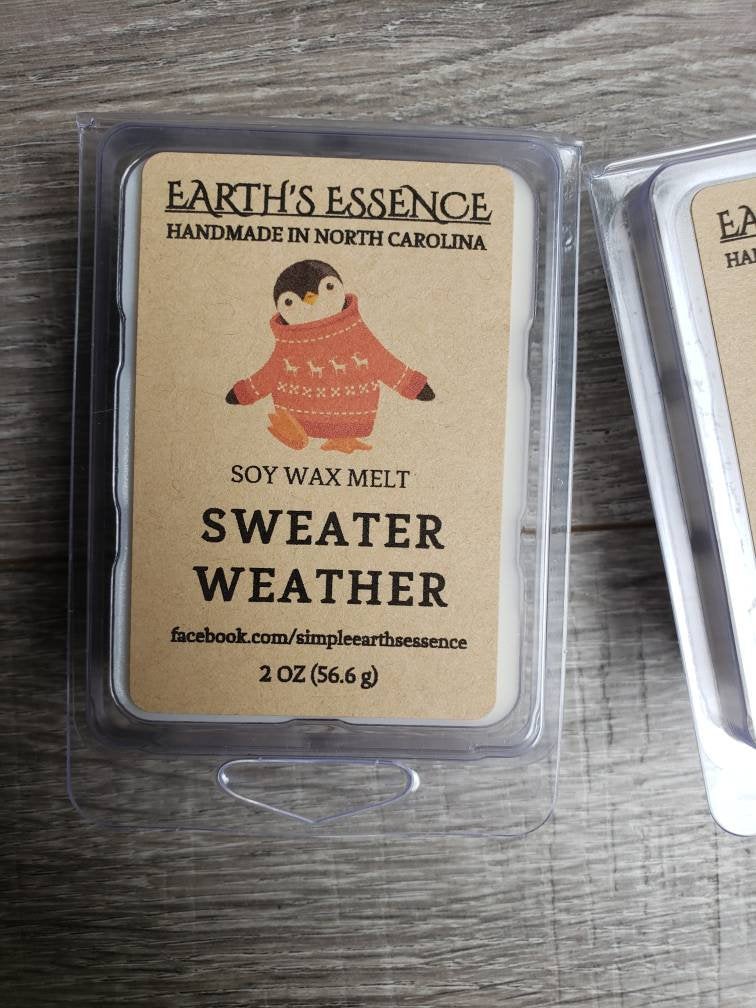 EARTH'S ESSENCE
HANDMADE IN NORTH CAROLINA
SOY WAX MELT
SWEATER
WEATHER
facebook.com/simpleearthsessence
2 OZ (56.6 g)